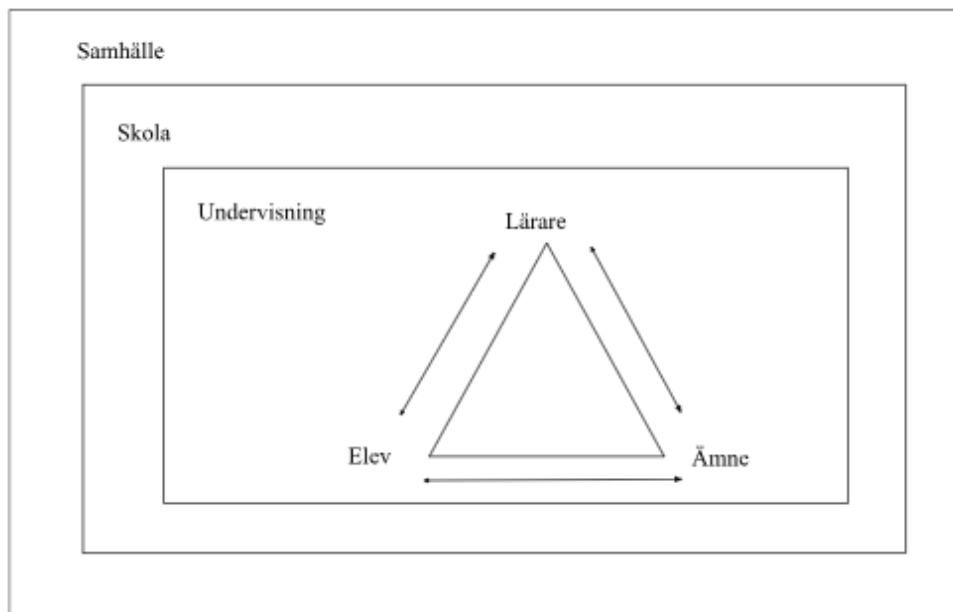 Samhälle
Skola
Undervisning
Lärare
Elev
Ämne